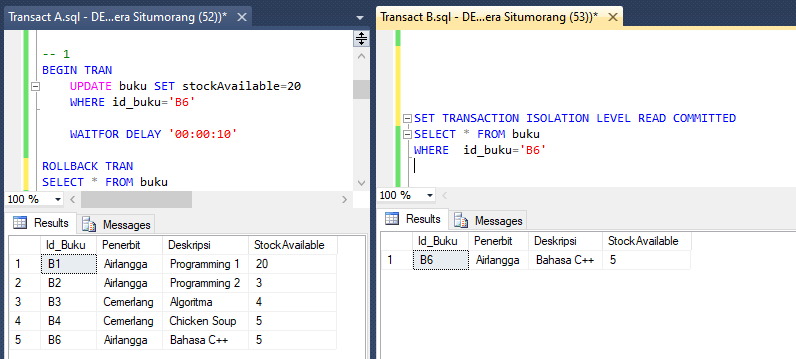 Transact A.sql - DE...era Situmorang (52))*
-- 1
BEGIN TRAN
UPDATE buku SET stockAvailable=20
WHERE id_buku='B6'
WAITFOR DELAY '00:00:10'
ROLLBACK TRAN
SELECT * FROM buku
100 %
Results Messages
Id_Buku Penerbit Deskripsi StockAvailable
1 B1 Airlangga Programming 1 20
2 B2 Airlangga Programming 2 3
3 B3 Cemerlang Algoritma 4
4 B4 Cemerlang Chicken Soup 5
5 B6 Airlangga Bahasa C++ 5
Transact B.sql - DE...era Situmorang (53))*
SET TRANSACTION ISOLATION LEVEL READ COMMITTED
SELECT * FROM buku
WHERE id_buku='B6'
100 %
Results Messages
Id_Buku Penerbit Deskripsi StockAvailable
1 B6 Airlangga Bahasa C++ 5